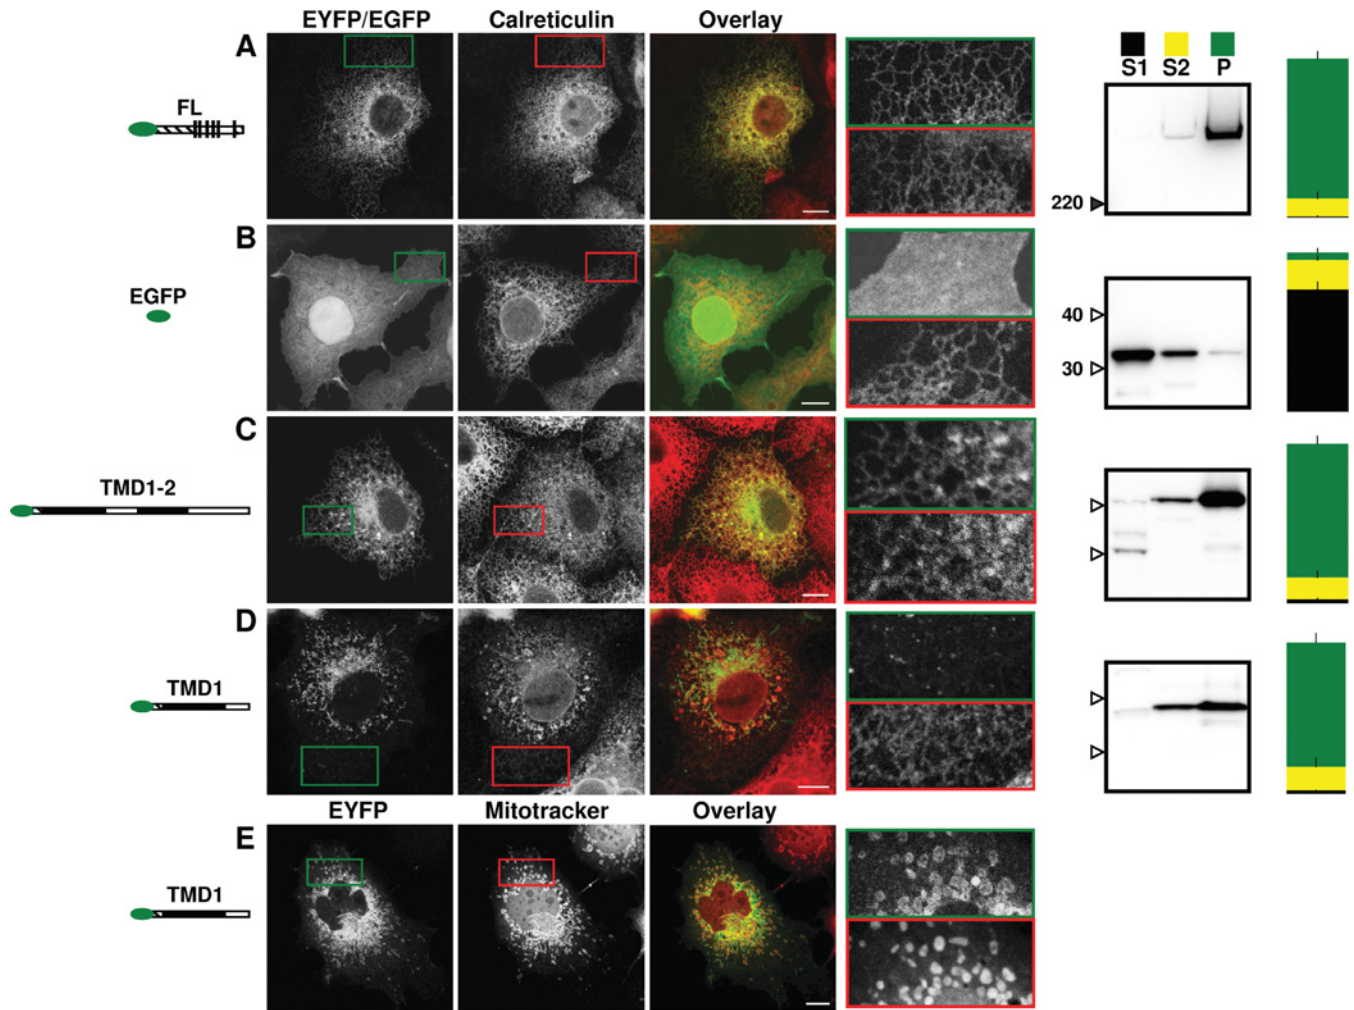 EYFP/EGFP Calreticulin Overlay
A
FL
S1 S2 P
220
B
EGFP
40
30
C
TMD1-2
D
TMD1
EYFP Mitotracker Overlay
E
TMD1